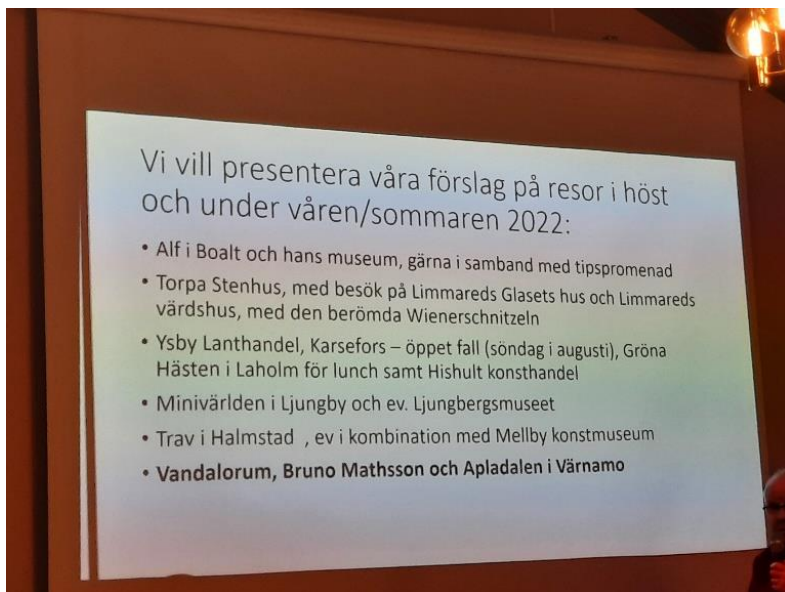 Vi vill presentera våra förslag på resor i höst
och under våren/sommaren 2022:
• Alf i Boalt och hans museum, gärna i samband med tipspromenad
• Torpa Stenhus, med besök på Limmareds Glasets hus och Limmareds
värdshus, med den berömda Wienerschnitzeln
• Ysby Lanthandel, Karsefors – öppet fall (söndag i augusti), Gröna
Hästen i Laholm för lunch samt Hishult konsthandel
• Minivärlden i Ljungby och ev. Ljungbergsmuseet
• Trav i Halmstad , ev i kombination med Mellby konstmuseum
• Vandalorum, Bruno Mathsson och Apladalen i Värnamo